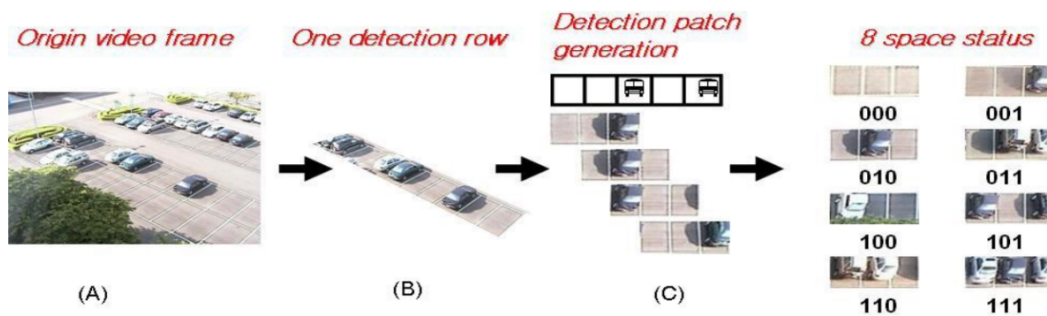 Origin video frame
One detection row
Detection patch
generation
8 space status
000
001
010
011
100
101
110
111
(A)
(B)
(C)